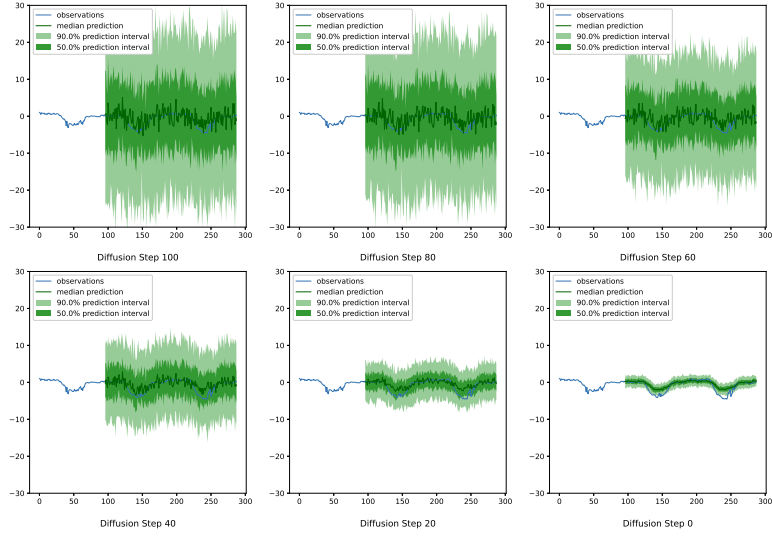 30
20
10
0
−10
−20
−30
observations
median prediction
90.0% prediction interval
50.0% prediction interval
0 50 100 150 200 250 300
Diffusion Step 100
observations
median prediction
90.0% prediction interval
50.0% prediction interval
30
20
10
0
−10
−20
−30
0 50 100 150 200 250 300
Diffusion Step 80
30
20
10
0
−10
−20
−30
observations
median prediction
90.0% prediction interval
50.0% prediction interval
0 50 100 150 200 250 300
Diffusion Step 60
30
20
10
0
−10
−20
−30
observations
median prediction
90.0% prediction interval
50.0% prediction interval
0 50 100 150 200 250 300
Diffusion Step 40
30
20
10
0
−10
−20
−30
observations
median prediction
90.0% prediction interval
50.0% prediction interval
0 50 100 150 200 250 300
Diffusion Step 20
30
20
10
0
−10
−20
−30
observations
median prediction
90.0% prediction interval
50.0% prediction interval
0 50 100 150 200 250 300
Diffusion Step 0